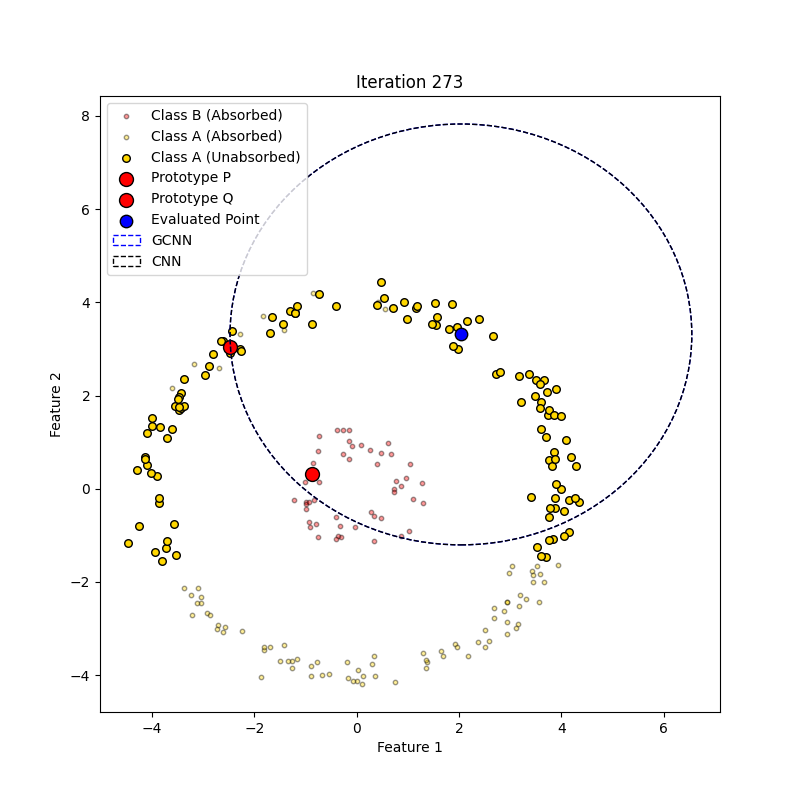 Iteration 273
Class B (Absorbed)
Class A (Absorbed)
Class A (Unabsorbed)
Prototype P
Prototype Q
Evaluated Point
GCNN
CNN
8
6
4
2
0
−2
−4
Feature 2
−4 −2 0 2 4 6
Feature 1